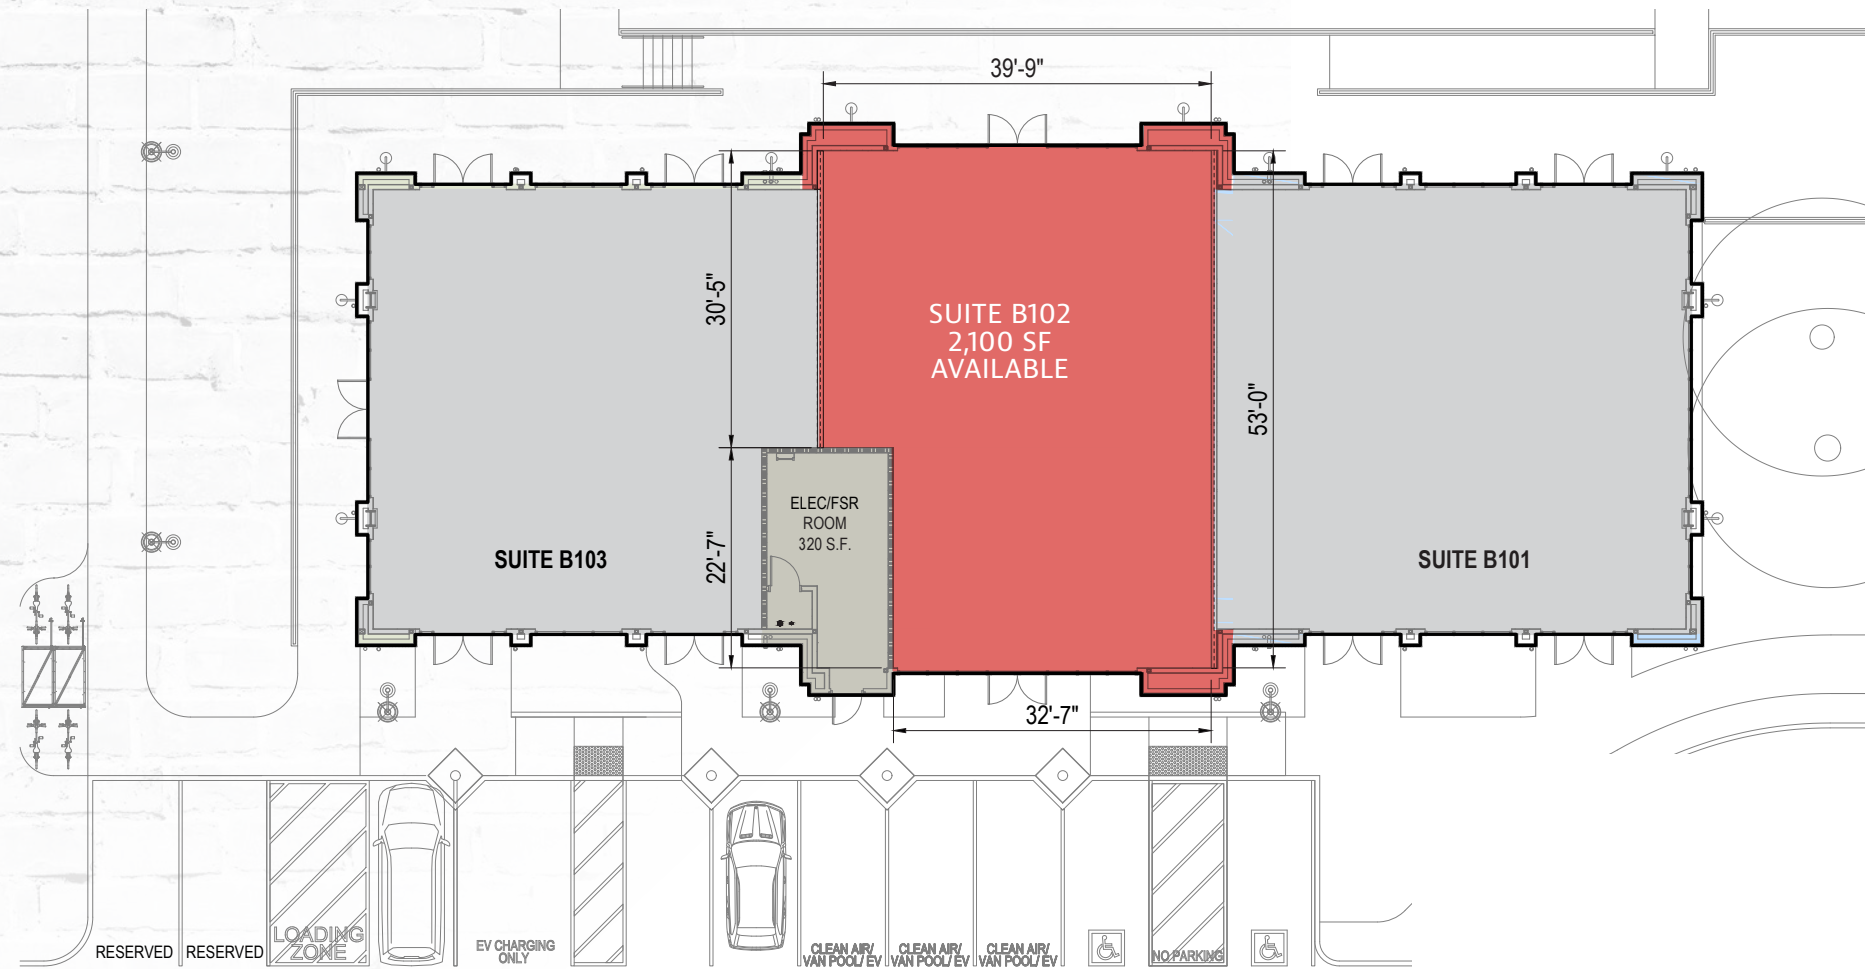 39'-9"
30'-5"
SUITE B102
2,100 SF
AVAILABLE
53'-0"
ELEC/FSR
ROOM
320 S.F.
22'-7"
SUITE B103
SUITE B101
32'-7"
RESERVED
RESERVED
LOADING
ZONE
EV CHARGING
ONLY
CLEAN AIR/
VAN POOL/ EV
CLEAN AIR/
VAN POOL/ EV
CLEAN AIR/
VAN POOL/ EV
NO PARKING